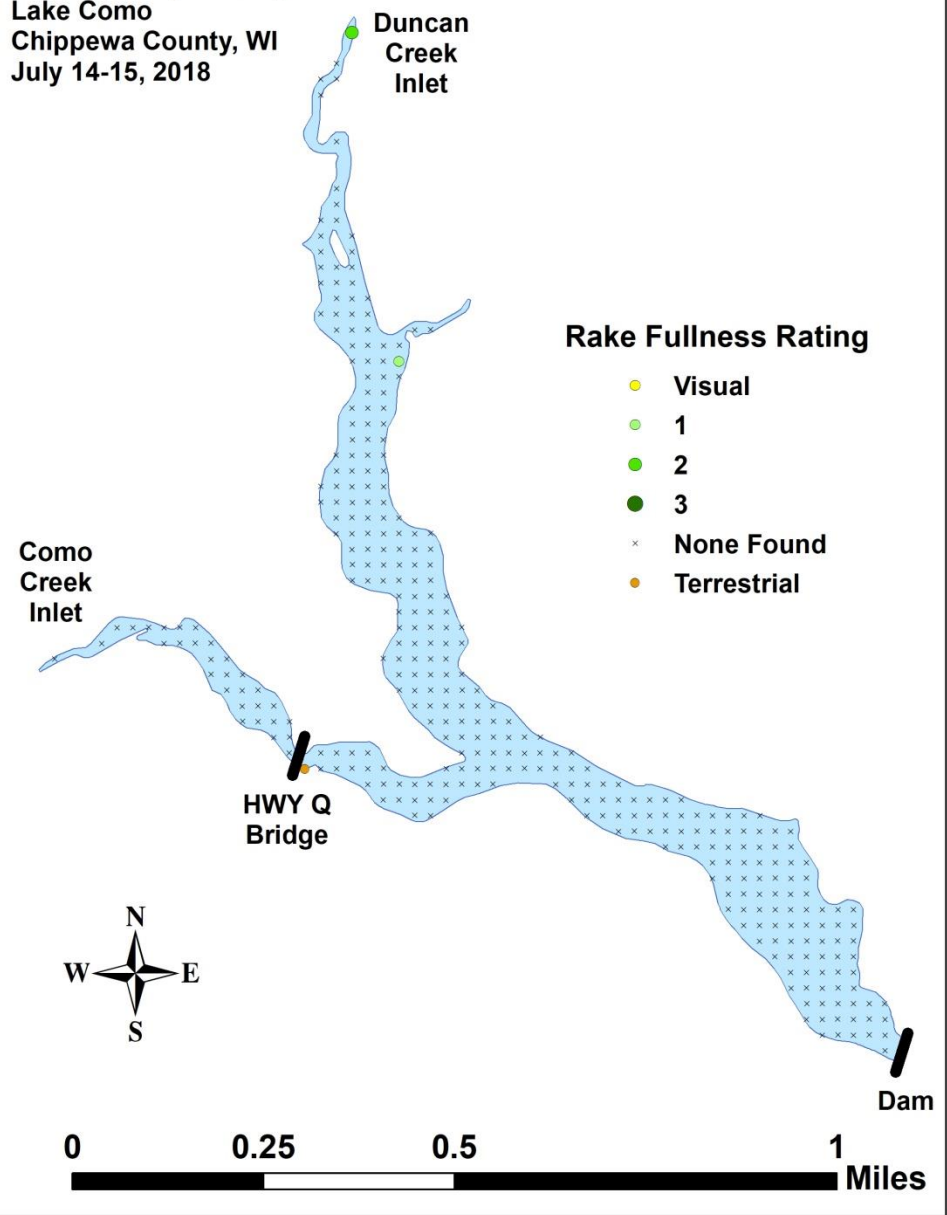 Lake Como
Chippewa County, WI
July 14-15, 2018
Duncan
Creek
Inlet
Rake Fullness Rating
Visual
1
2
3
None Found
Terrestrial
Como
Creek
Inlet
HWY Q
Bridge
N
W E
S
Dam
0 0.25 0.5 1
Miles